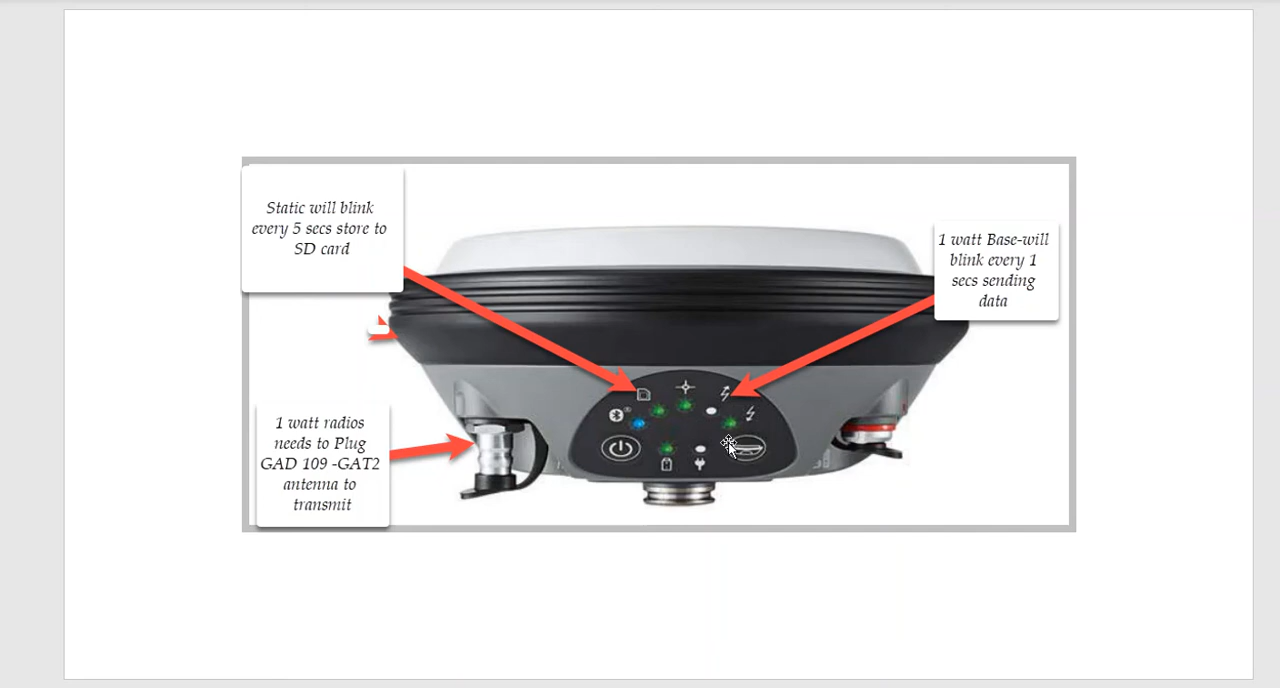 Static will blink
every 5 secs store to
SD card
1 watt Base-will
blink every 1
secs sending
data
1 watt radios
needs to Plug
GAD 109 -GAT2
antenna to
transmit